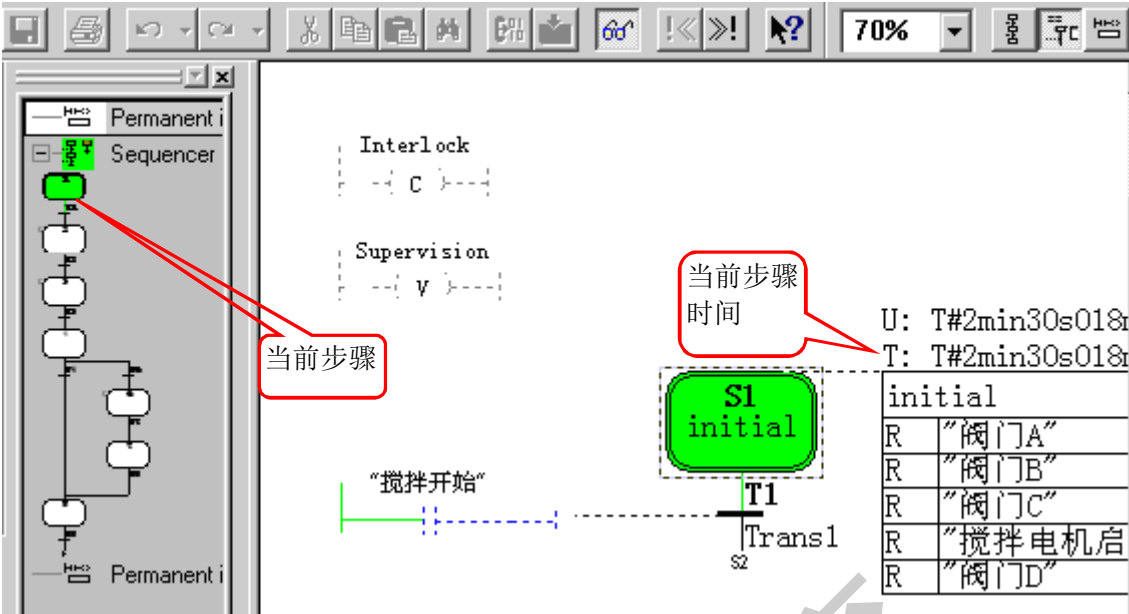 70%
Permanent i
Sequencer
Permanent i
Interlock
C
Supervision
V
当前步骤
当前步骤
时间
U: T#2min30s018
T: T#2min30s018
S1
initial
initial
R "阀门A"
R "阀门B"
R "阀门C"
R "搅拌电机启
R "阀门D"
"搅拌开始"
T1
Trans1
S2